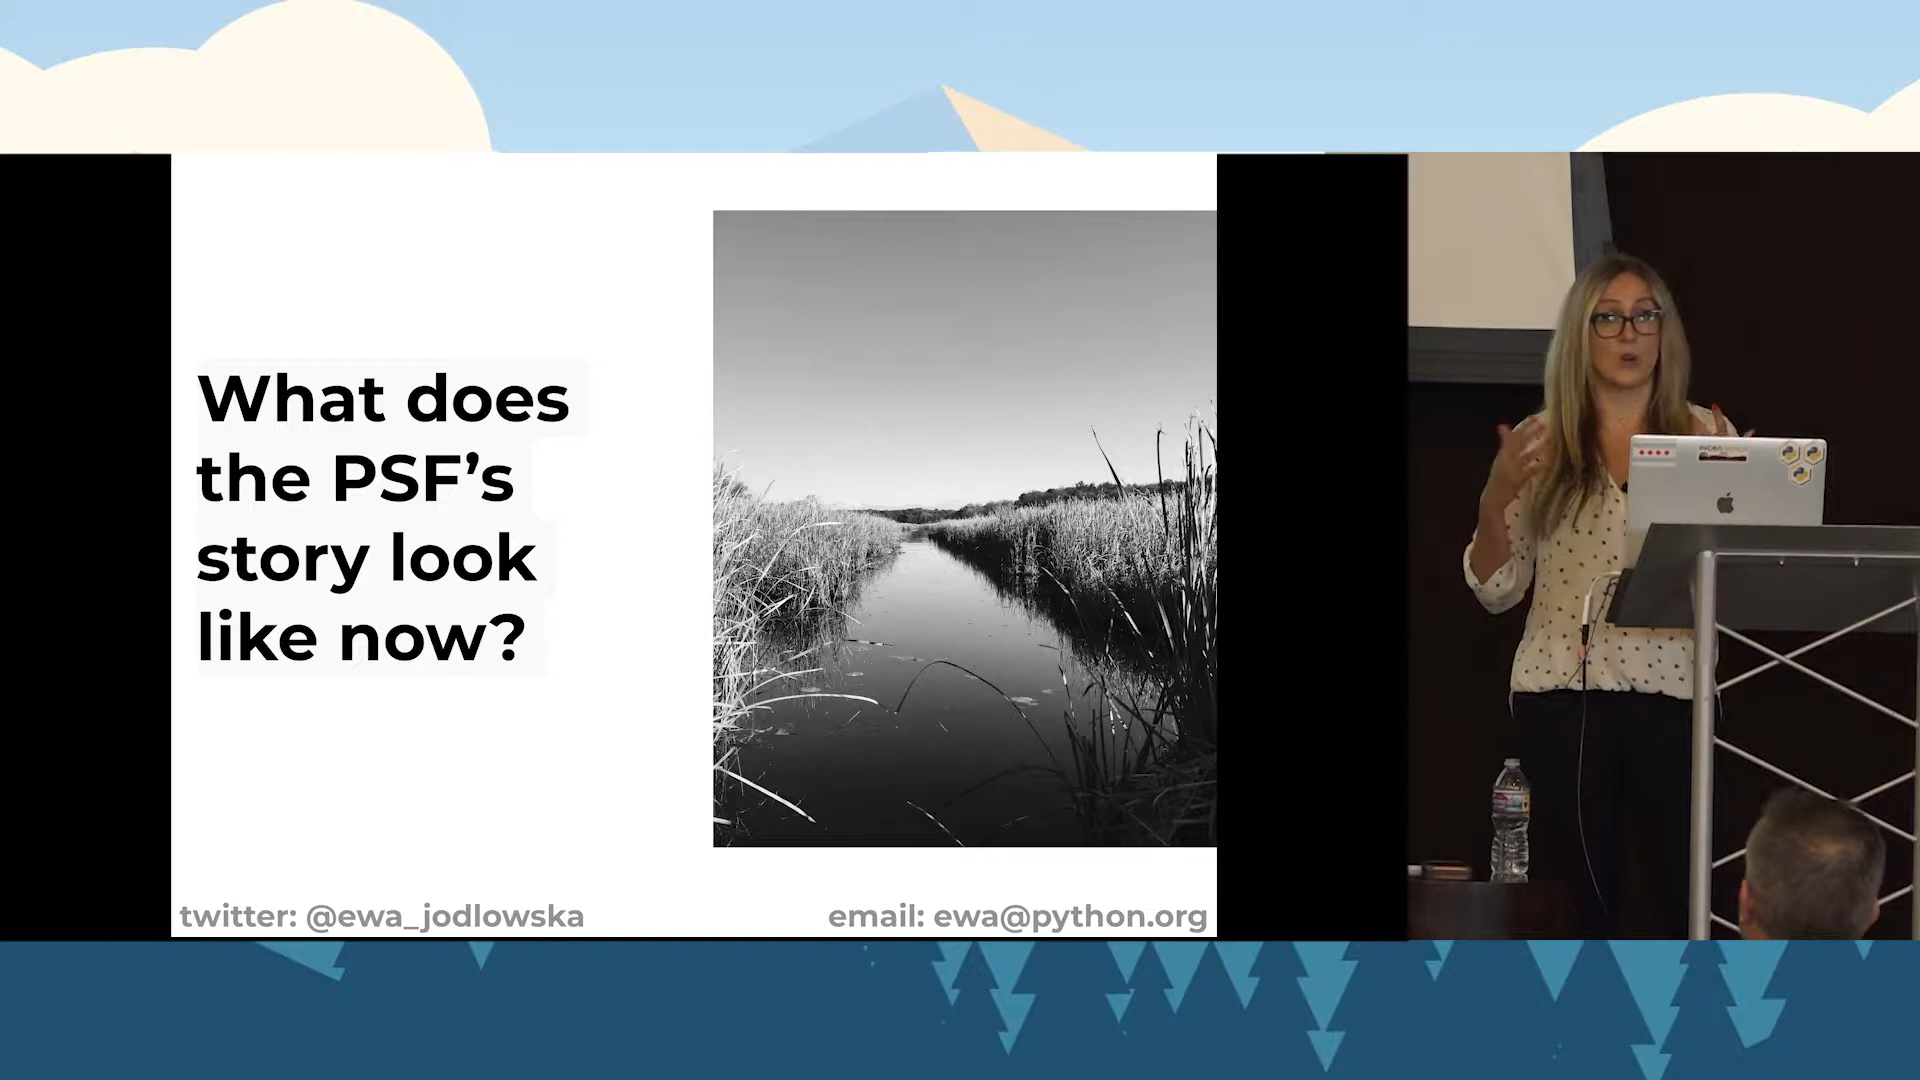 What does
the PSF’s
story look
like now?
twitter: @ewa_jodlowska
email: ewa@python.org